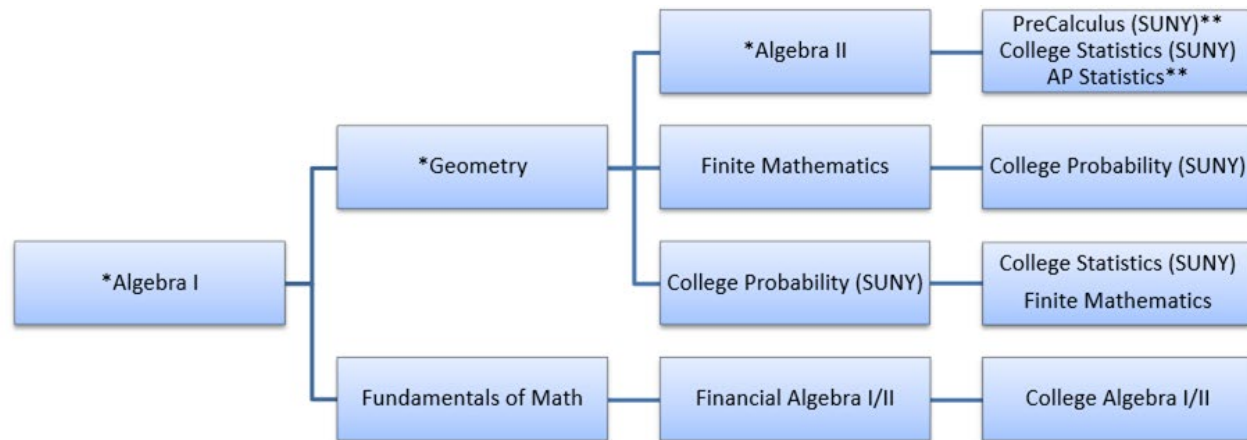 *Algebra I
*Geometry
Fundamentals of Math
*Algebra II
Finite Mathematics
College Probability (SUNY)
Financial Algebra I/II
PreCalculus (SUNY)**
College Statistics (SUNY)
AP Statistics**
College Probability (SUNY)
College Statistics (SUNY)
Finite Mathematics
College Algebra I/II